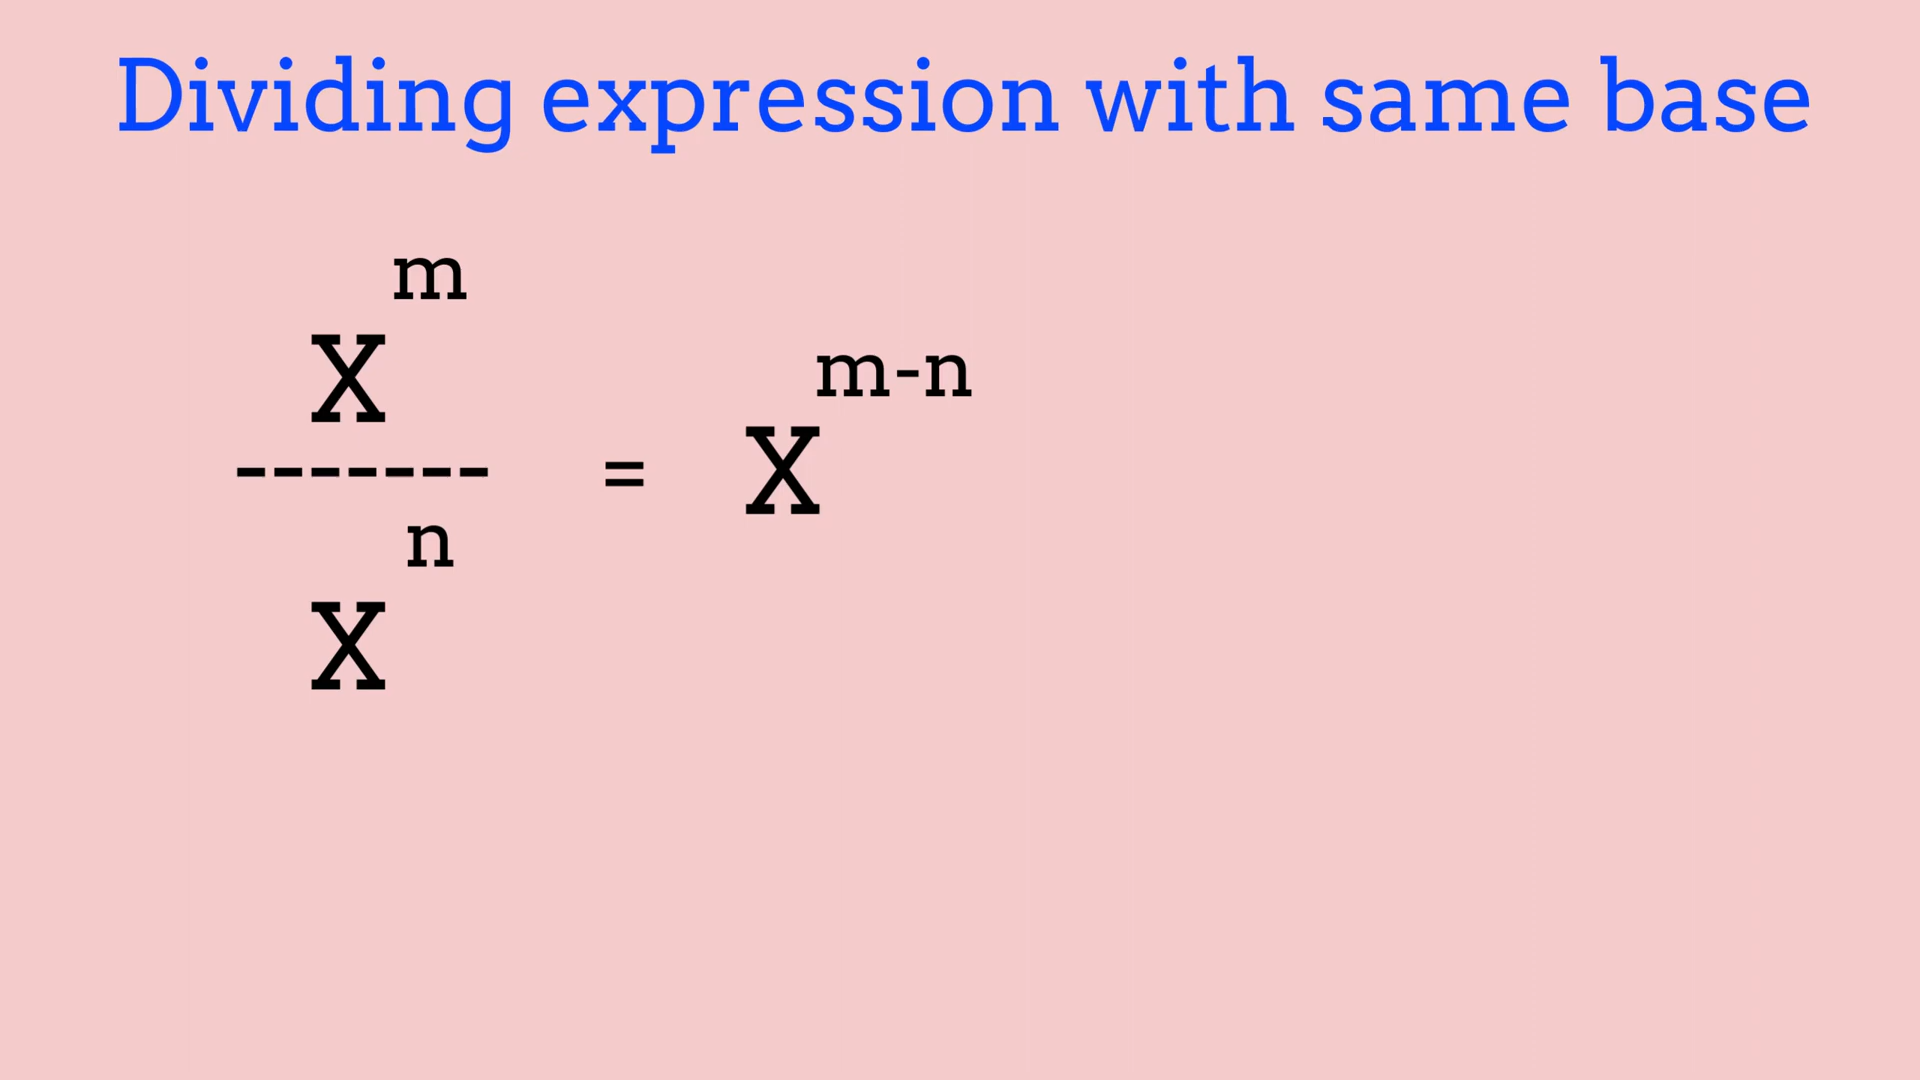 Dividing expression with same base
m
X
m-n
------- = X
n
X